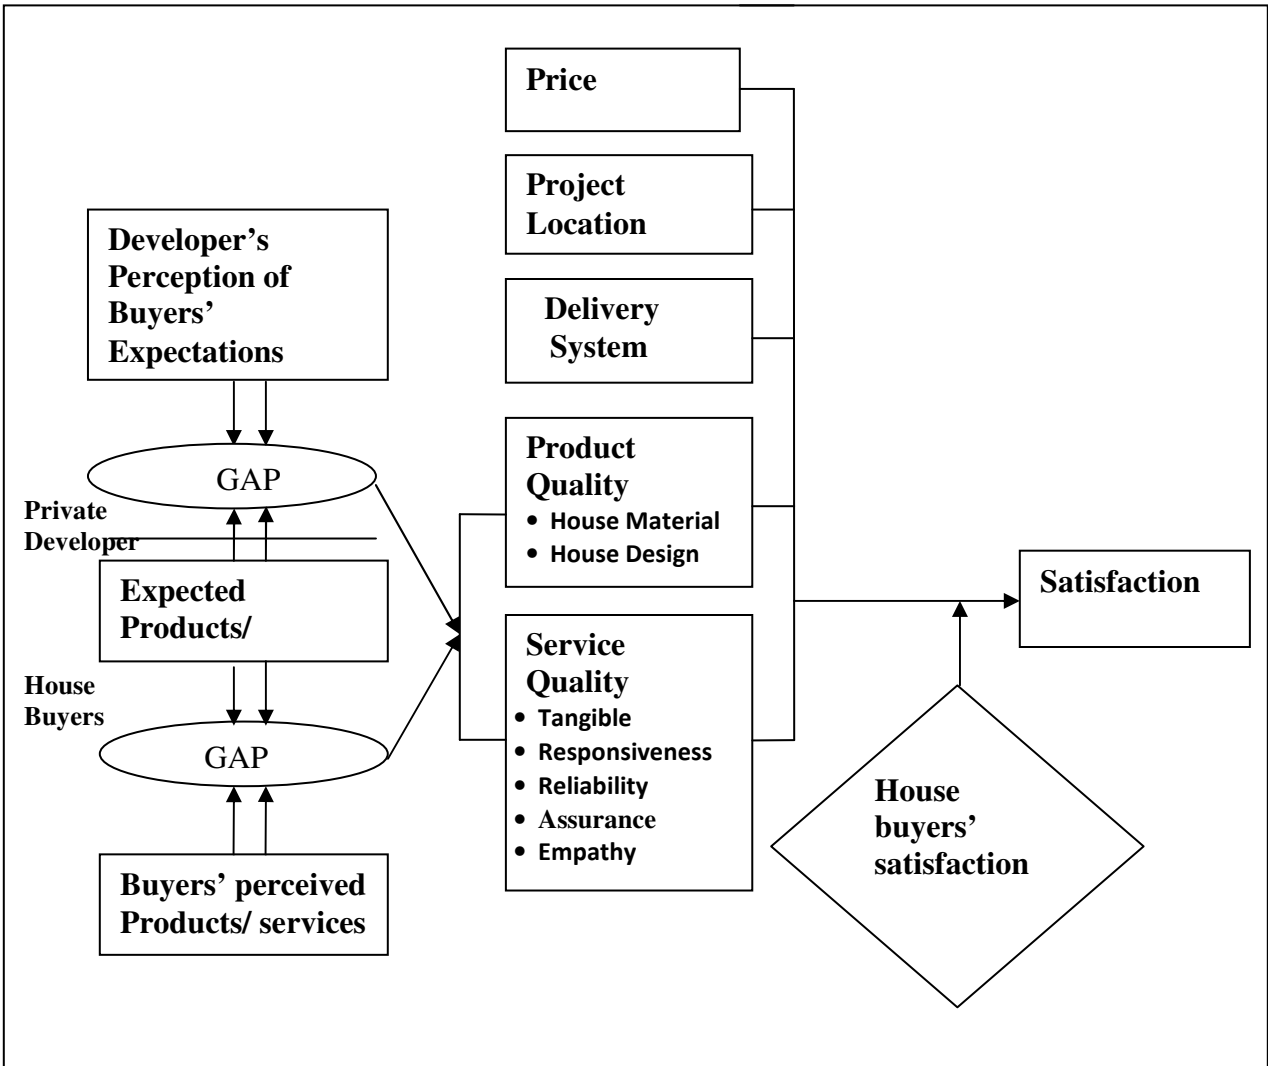 Price
Project
Location
Developer’s
Perception of
Buyers’
Expectations
Delivery
System
GAP
Private
Developer
Product
Quality
• House Material
• House Design
Expected
Products/
Satisfaction
Service
Quality
• Tangible
• Responsiveness
• Reliability
• Assurance
• Empathy
House
Buyers
GAP
House
buyers’
satisfaction
Buyers’ perceived
Products/ services